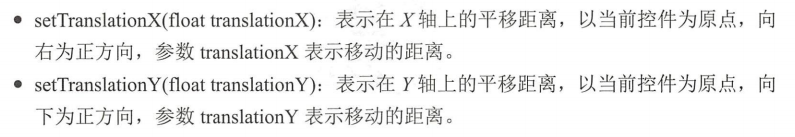 • setTranslationX(float translationX)：表示在 X 轴上的平移距离，以当前控件为原点，向
右为正方向，参数 translationX 表示移动的距离。
• setTranslationY(float translationY)：表示在 Y 轴上的平移距离，以当前控件为原点，向
下为正方向，参数 translationY 表示移动的距离。